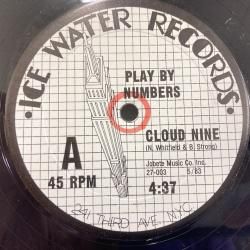 ·ICE WATER RECORDS·
PLAY BY
NUMBERS
CLOUD NINE
(N. Whitfield & B. Strong)
A
Jobete Music Co. Inc.
27-003 5/83
45 RPM
4:37
241 THIRD AVE. NYC